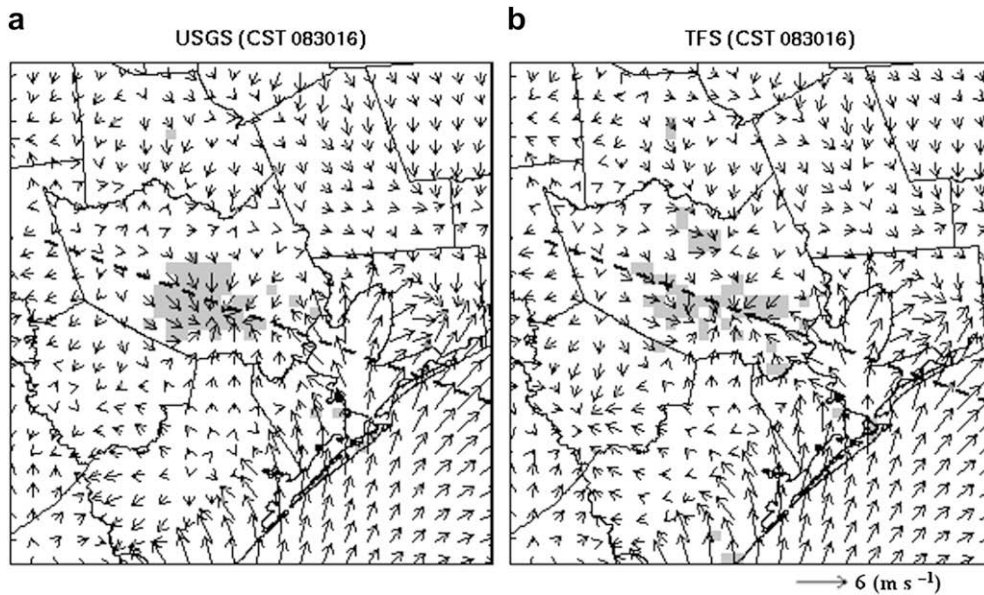 a
USGS (CST 083016)
b
TFS (CST 083016)
6 (m s⁻¹)